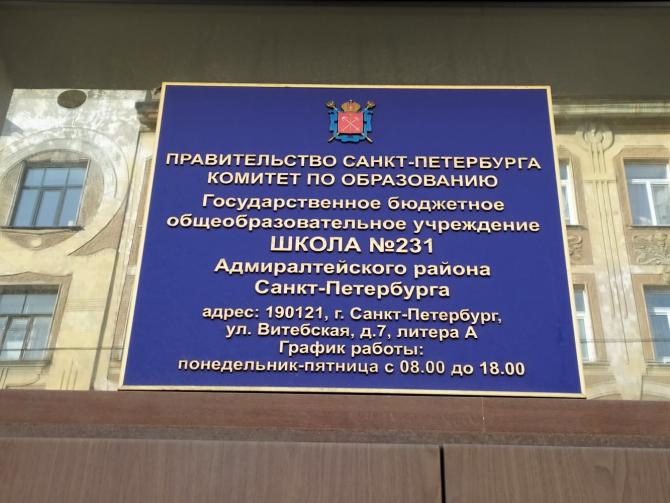 ПРАВИТЕЛЬСТВО САНКТ-ПЕТЕРБУРГА
КОМИТЕТ ПО ОБРАЗОВАНИЮ
Государственное бюджетное
общеобразовательное учреждение
ШКОЛА №231
Адмиралтейского района
Санкт-Петербурга
адрес: 190121, г. Санкт-Петербург,
ул. Витебская, д.7, литера А
График работы:
понедельник-пятница с 08.00 до 18.00